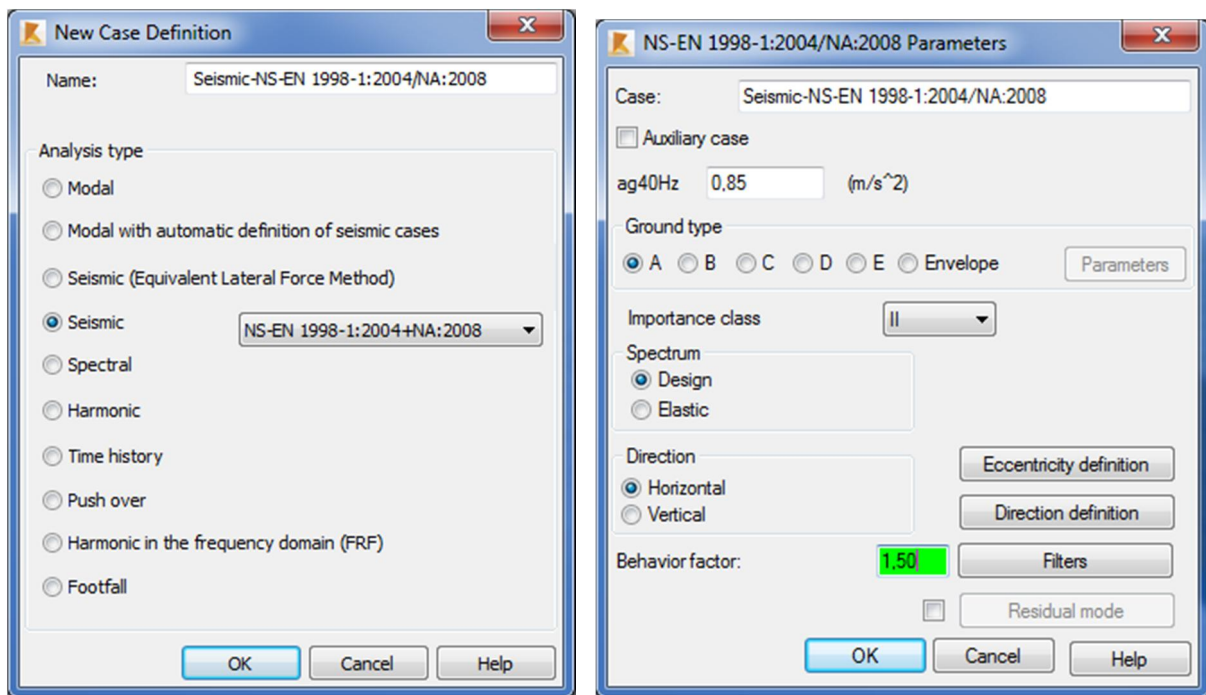 New Case Definition
Name: Seismic-NS-EN 1998-1:2004/NA:2008
Analysis type
Modal
Modal with automatic definition of seismic cases
Seismic (Equivalent Lateral Force Method)
Seismic NS-EN 1998-1:2004+NA:2008
Spectral
Harmonic
Time history
Push over
Harmonic in the frequency domain (FRF)
Footfall
OK Cancel Help
NS-EN 1998-1:2004/NA:2008 Parameters
Case: Seismic-NS-EN 1998-1:2004/NA:2008
Auxiliary case
ag40Hz 0,85 (m/s^2)
Ground type
A B C D E Envelope Parameters
Importance class II
Spectrum
Design
Elastic
Direction
Horizontal
Vertical
Eccentricity definition
Direction definition
Behavior factor: 1,50 Filters
Residual mode
OK Cancel Help